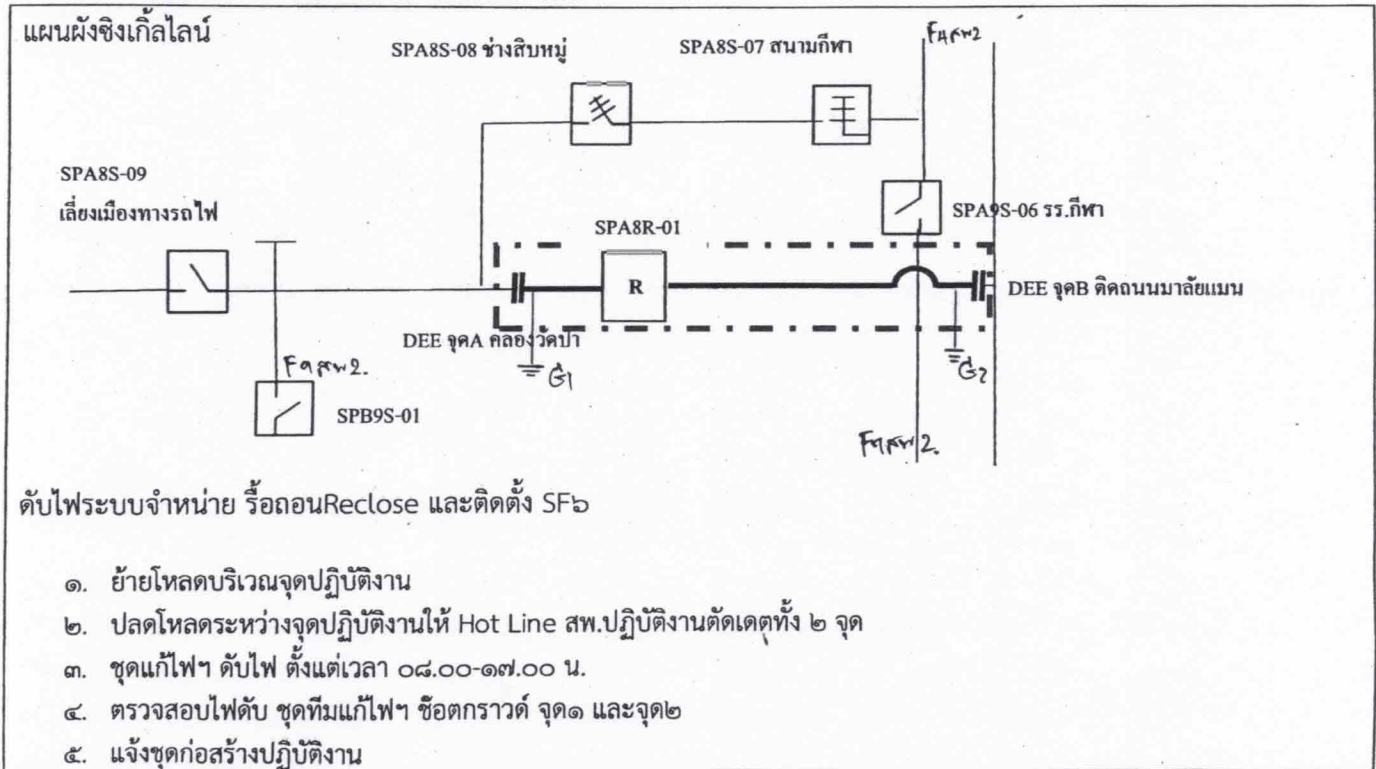 แผนผังซิงเกิ้ลไลน์
SPA8S-08 ช่างสิบหมู่
SPA8S-07 สนามกีฬา
F4สพ2
SPA8S-09
เลี่ยงเมืองทางรถไฟ
SPA9S-06 รร.กีฬา
SPA8R-01
R
DEE จุดB ติดถนนมาลัยแมน
DEE จุดA คลองวัดป่า
G1
G2
F9สพ2.
SPB9S-01
สพ2.
ดับไฟระบบจำหน่าย รื้อถอนReclose และติดตั้ง SF๖
๑. ย้ายโหลดบริเวณจุดปฏิบัติงาน
๒. ปลดโหลดระหว่างจุดปฏิบัติงานให้ Hot Line สพ.ปฏิบัติงานตัดเดตทั้ง ๒ จุด
๓. ชุดแก้ไฟฯ ดับไฟ ตั้งแต่เวลา ๐๘.๐๐-๑๗.๐๐ น.
๔. ตรวจสอบไฟดับ ชุดทีมแก้ไฟฯ ช๊อตกราวด์ จุด๑ และจุด๒
๕. แจ้งชุดก่อสร้างปฏิบัติงาน